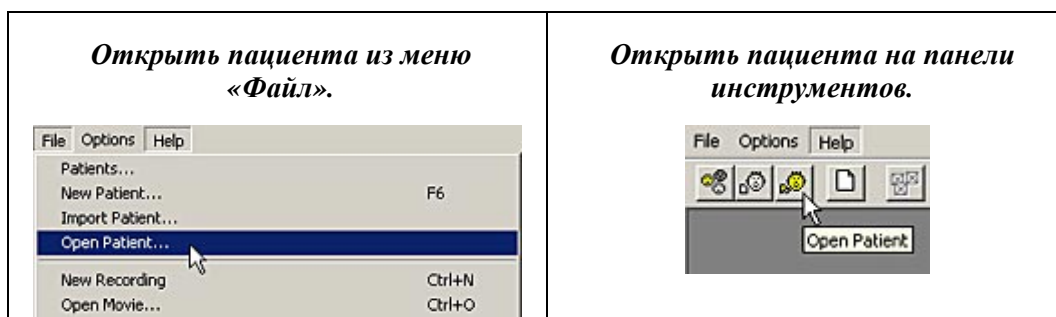 Открыть пациента из меню
«Файл».
File Options Help
Patients...
New Patient... F6
Import Patient...
Open Patient...
New Recording Ctrl+N
Open Movie... Ctrl+O
Открыть пациента на панели
инструментов.
File Options Help
Open Patient